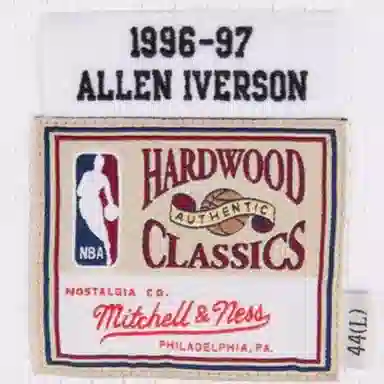 1996-97
ALLEN IVERSON
HARDWOOD
AUTHENTIC
CLASSICS
NBA
NOSTALGIA CO.
Mitchell & Ness
PHILADELPHIA, PA.
44(L)